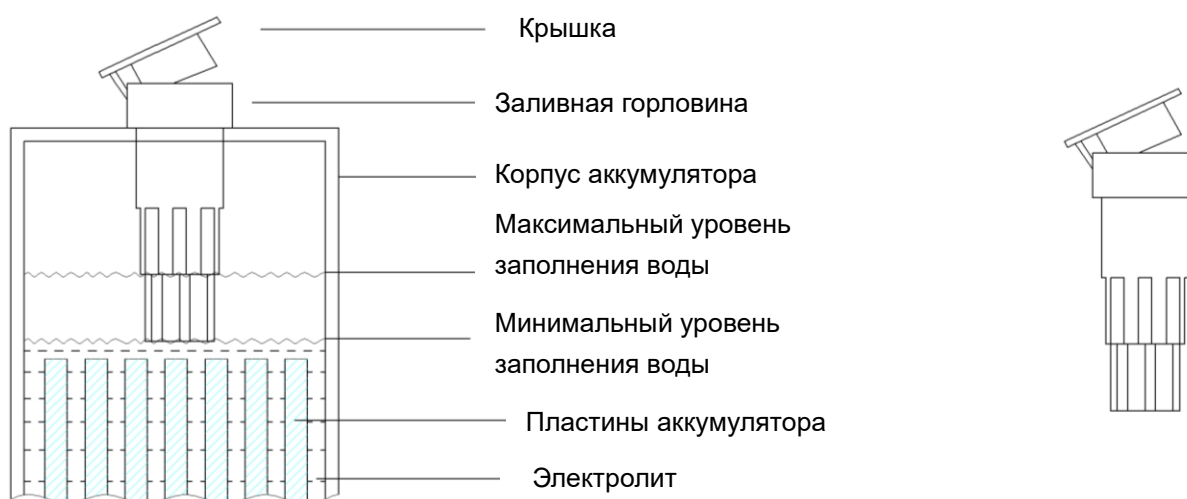 Крышка
Заливная горловина
Корпус аккумулятора
Максимальный уровень
заполнения воды
Минимальный уровень
заполнения воды
Пластины аккумулятора
Электролит